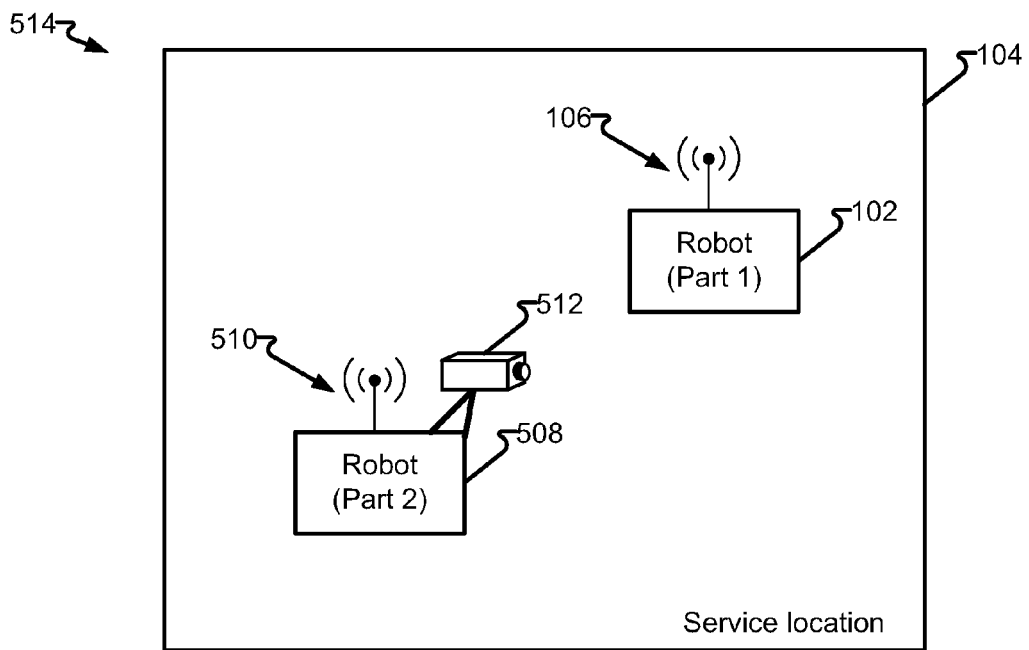 514
104
106
102
Robot
(Part 1)
512
510
508
Robot
(Part 2)
Service location